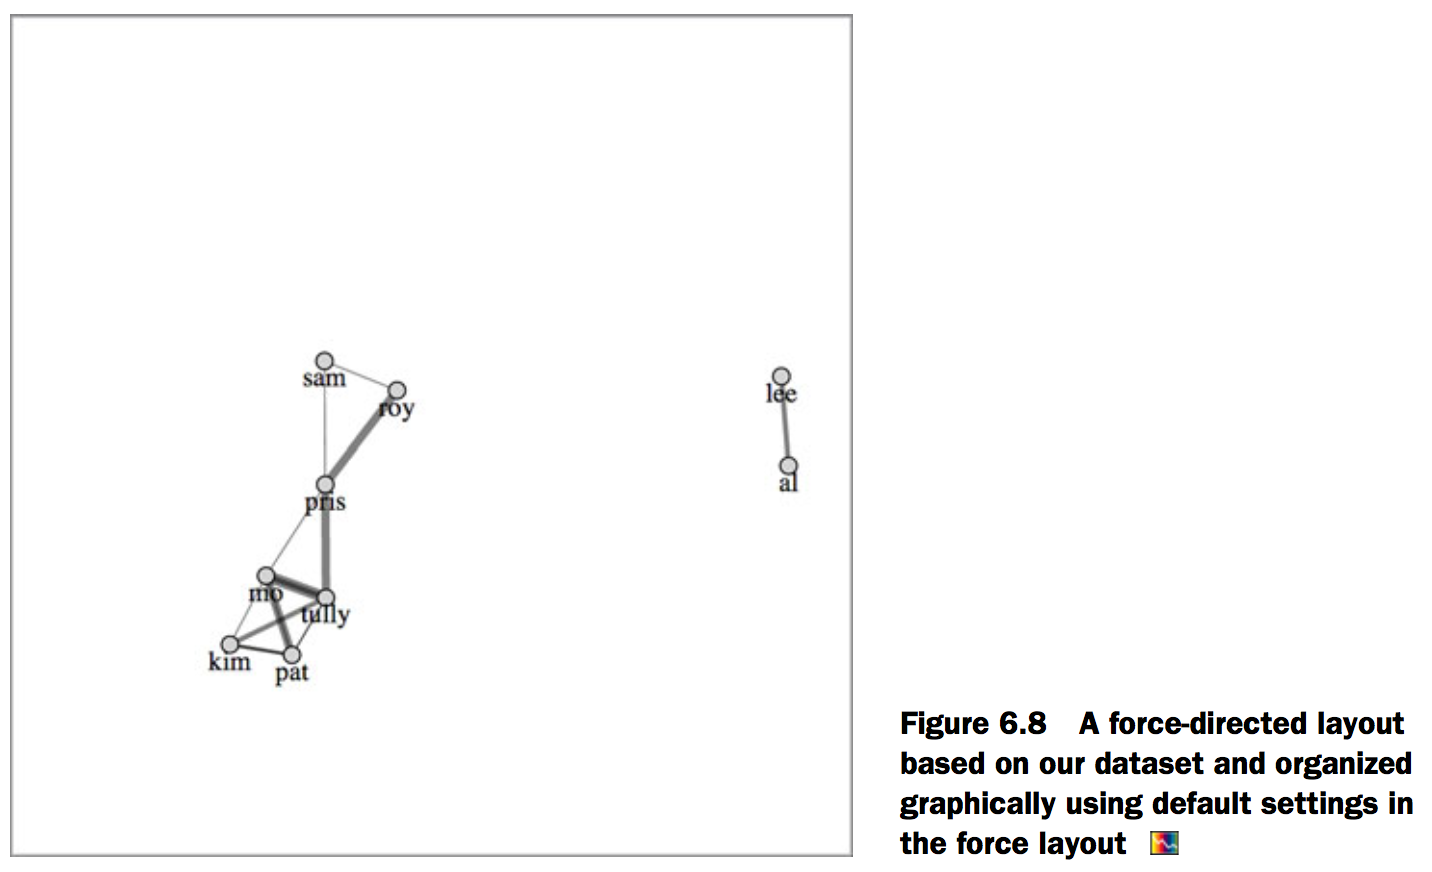 sam
roy
lee
al
pris
mo
tully
kim
pat
Figure 6.8 A force-directed layout
based on our dataset and organized
graphically using default settings in
the force layout